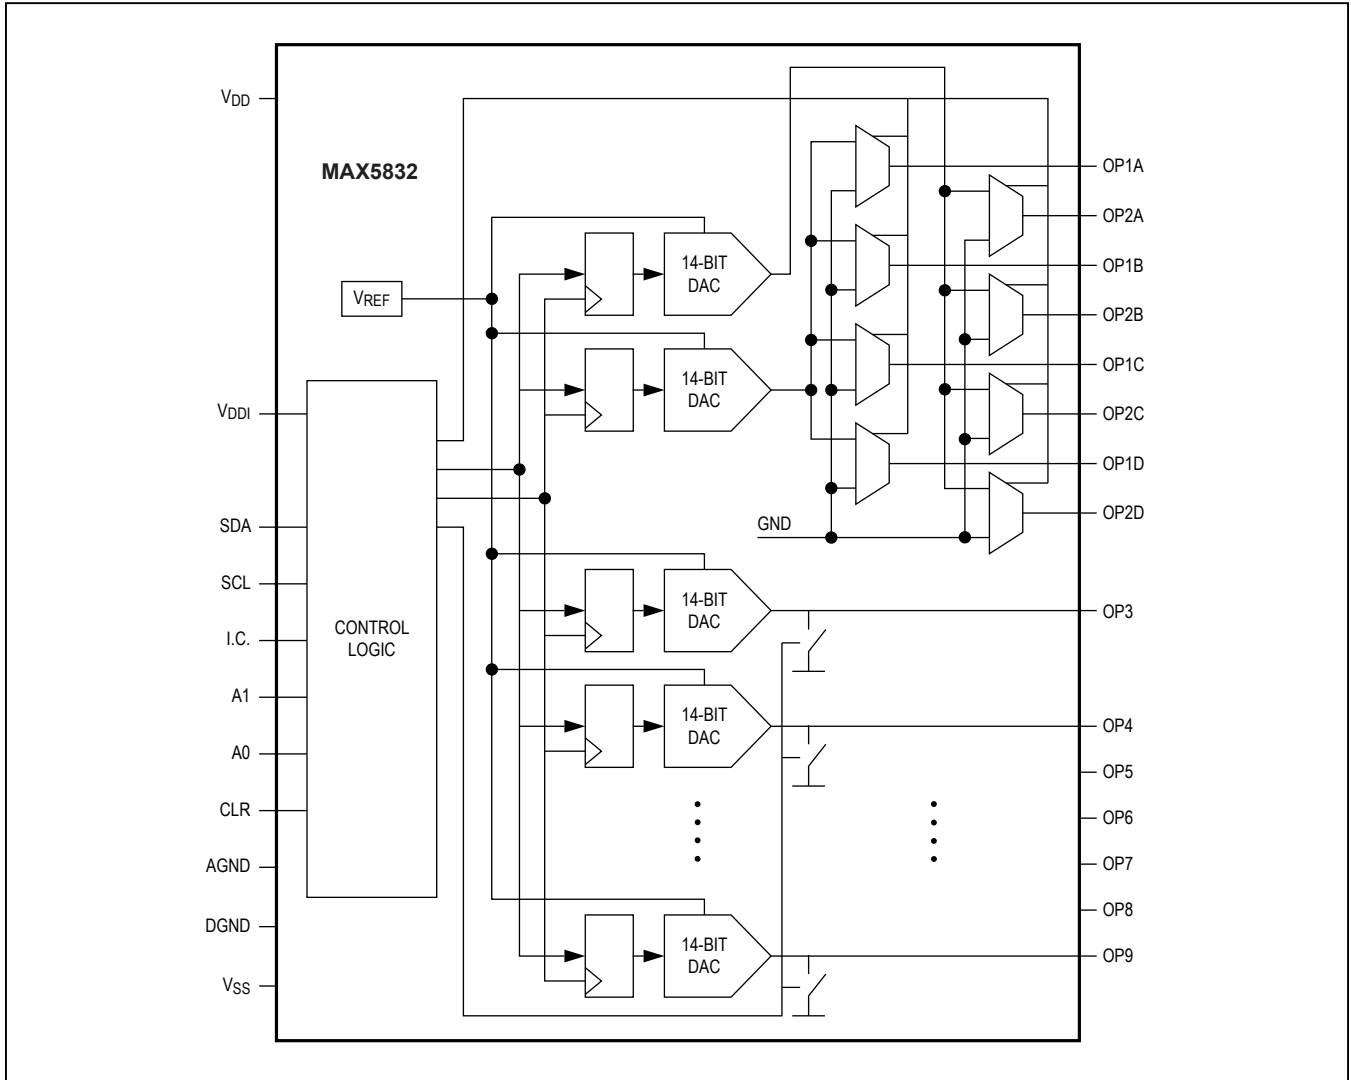 VDD
MAX5832
VREF
VDDI
SDA
SCL
I.C.
A1
A0
CLR
AGND
DGND
VSS
CONTROL
LOGIC
14-BIT
DAC
14-BIT
DAC
GND
14-BIT
DAC
14-BIT
DAC
14-BIT
DAC
OP1A
OP2A
OP1B
OP2B
OP1C
OP2C
OP1D
OP2D
OP3
OP4
OP5
OP6
OP7
OP8
OP9